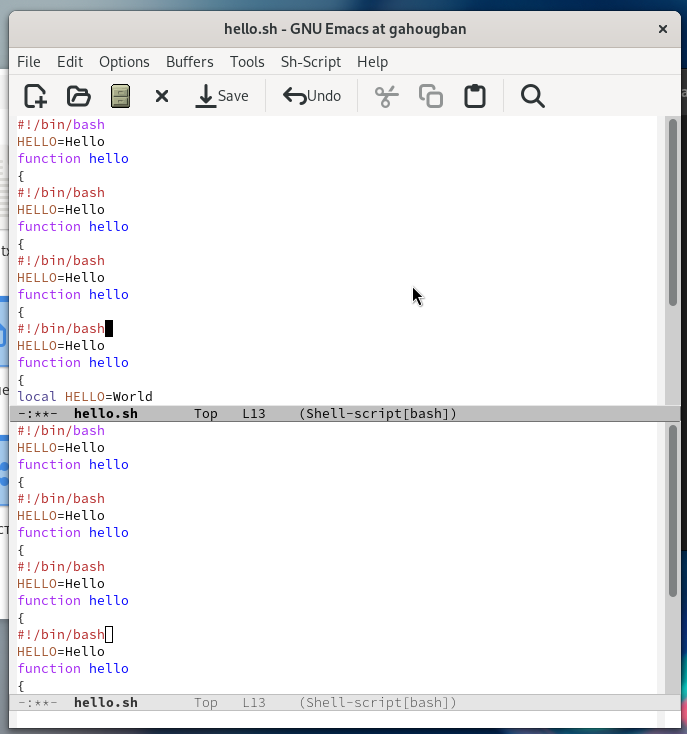 hello.sh - GNU Emacs at gahougban
File Edit Options Buffers Tools Sh-Script Help
Save Undo
#!/bin/bash
HELLO=Hello
function hello
{
#!/bin/bash
HELLO=Hello
function hello
{
#!/bin/bash
HELLO=Hello
function hello
{
#!/bin/bash
HELLO=Hello
function hello
{
local HELLO=World
-:**- hello.sh Top L13 (Shell-script[bash])
#!/bin/bash
HELLO=Hello
function hello
{
#!/bin/bash
HELLO=Hello
function hello
{
#!/bin/bash
HELLO=Hello
function hello
{
#!/bin/bash
HELLO=Hello
function hello
{
-:**- hello.sh Top L13 (Shell-script[bash])